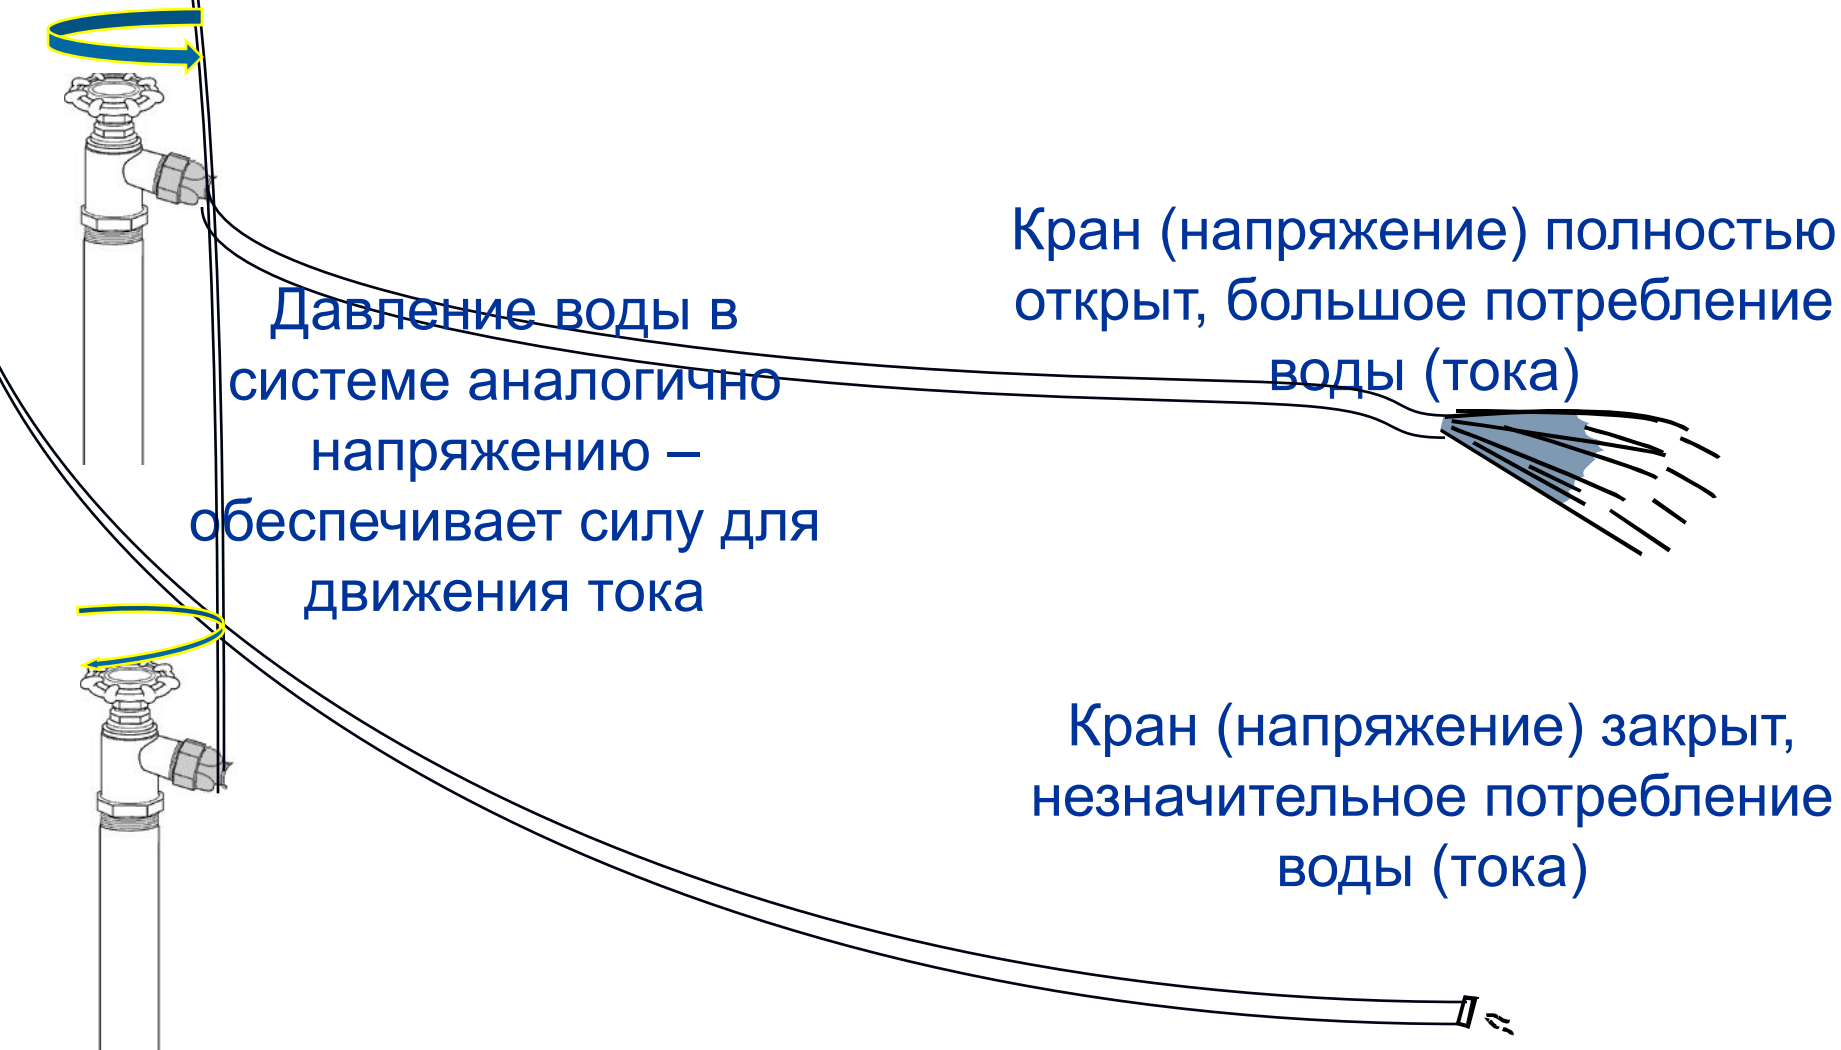 Кран (напряжение) полностью
открыт, большое потребление
воды (тока)
Давление воды в
системе аналогично
напряжению –
обеспечивает силу для
движения тока
Кран (напряжение) закрыт,
незначительное потребление
воды (тока)